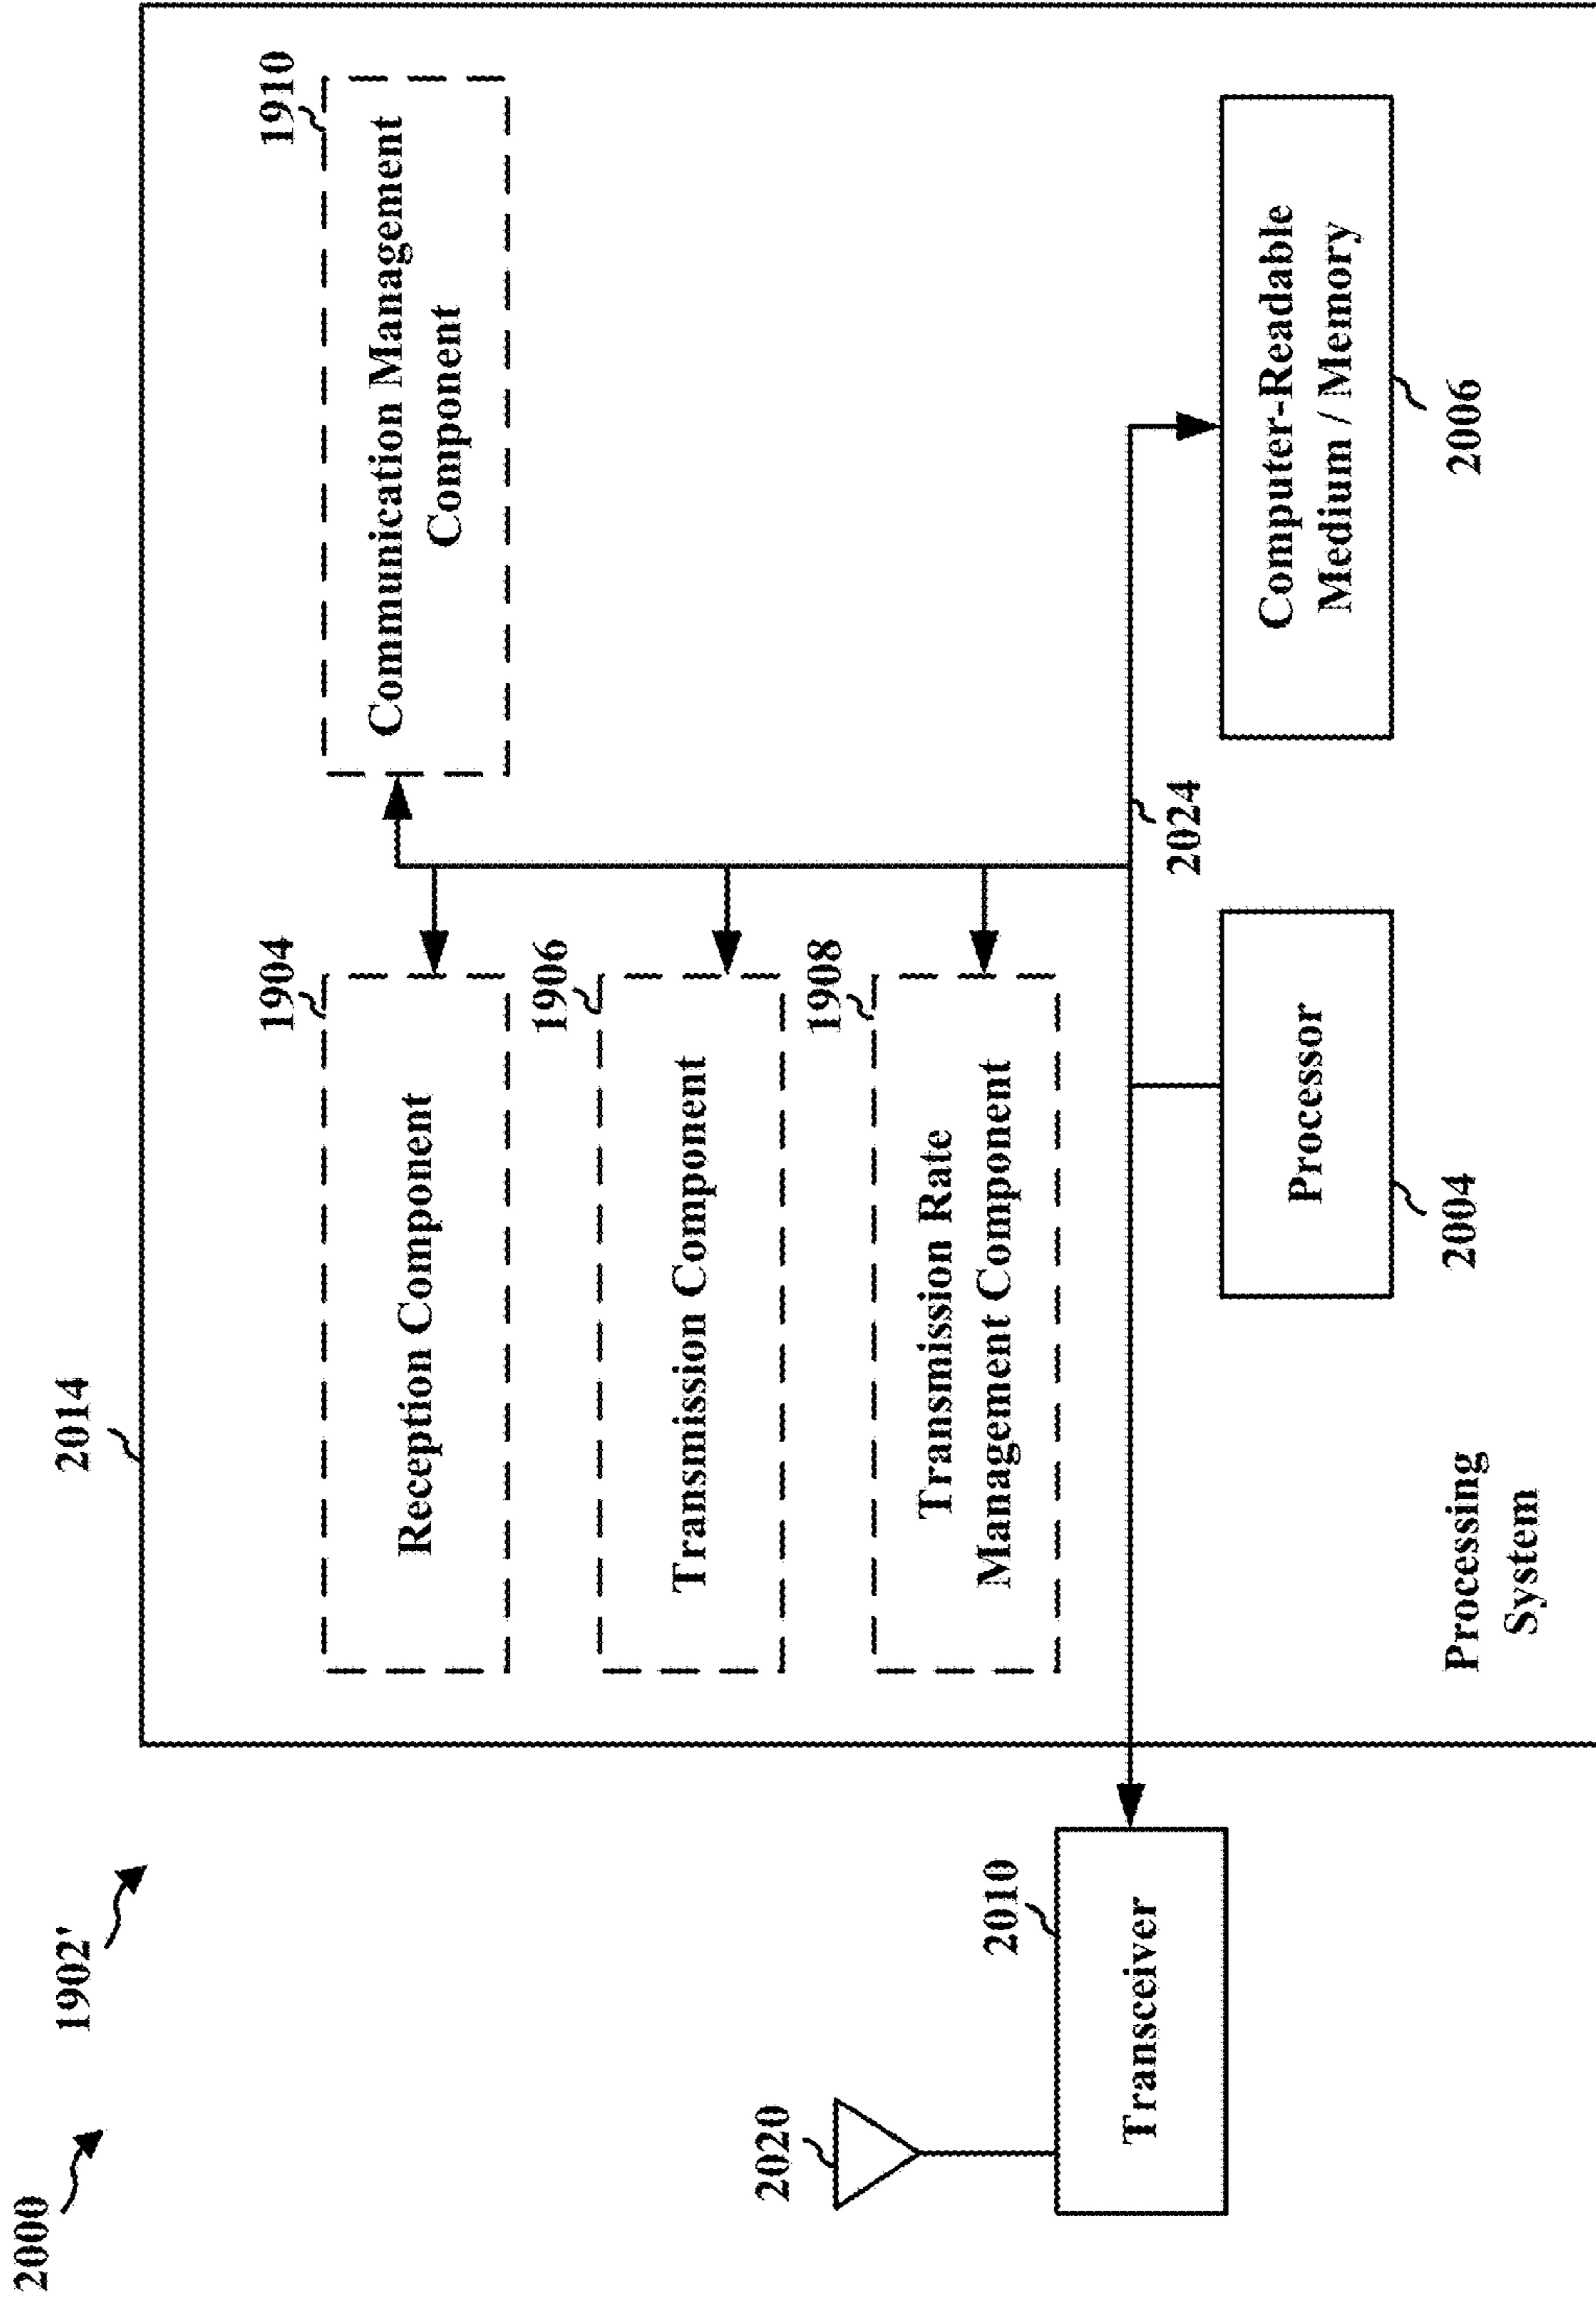 2000
1902'
2014
1904
Reception Component
1910
Communication Management
Component
1906
Transmission Component
1908
Transmission Rate
Management Component
2020
2010
Transceiver
2024
Processor
2004
Computer-Readable
Medium / Memory
2006
Processing
System